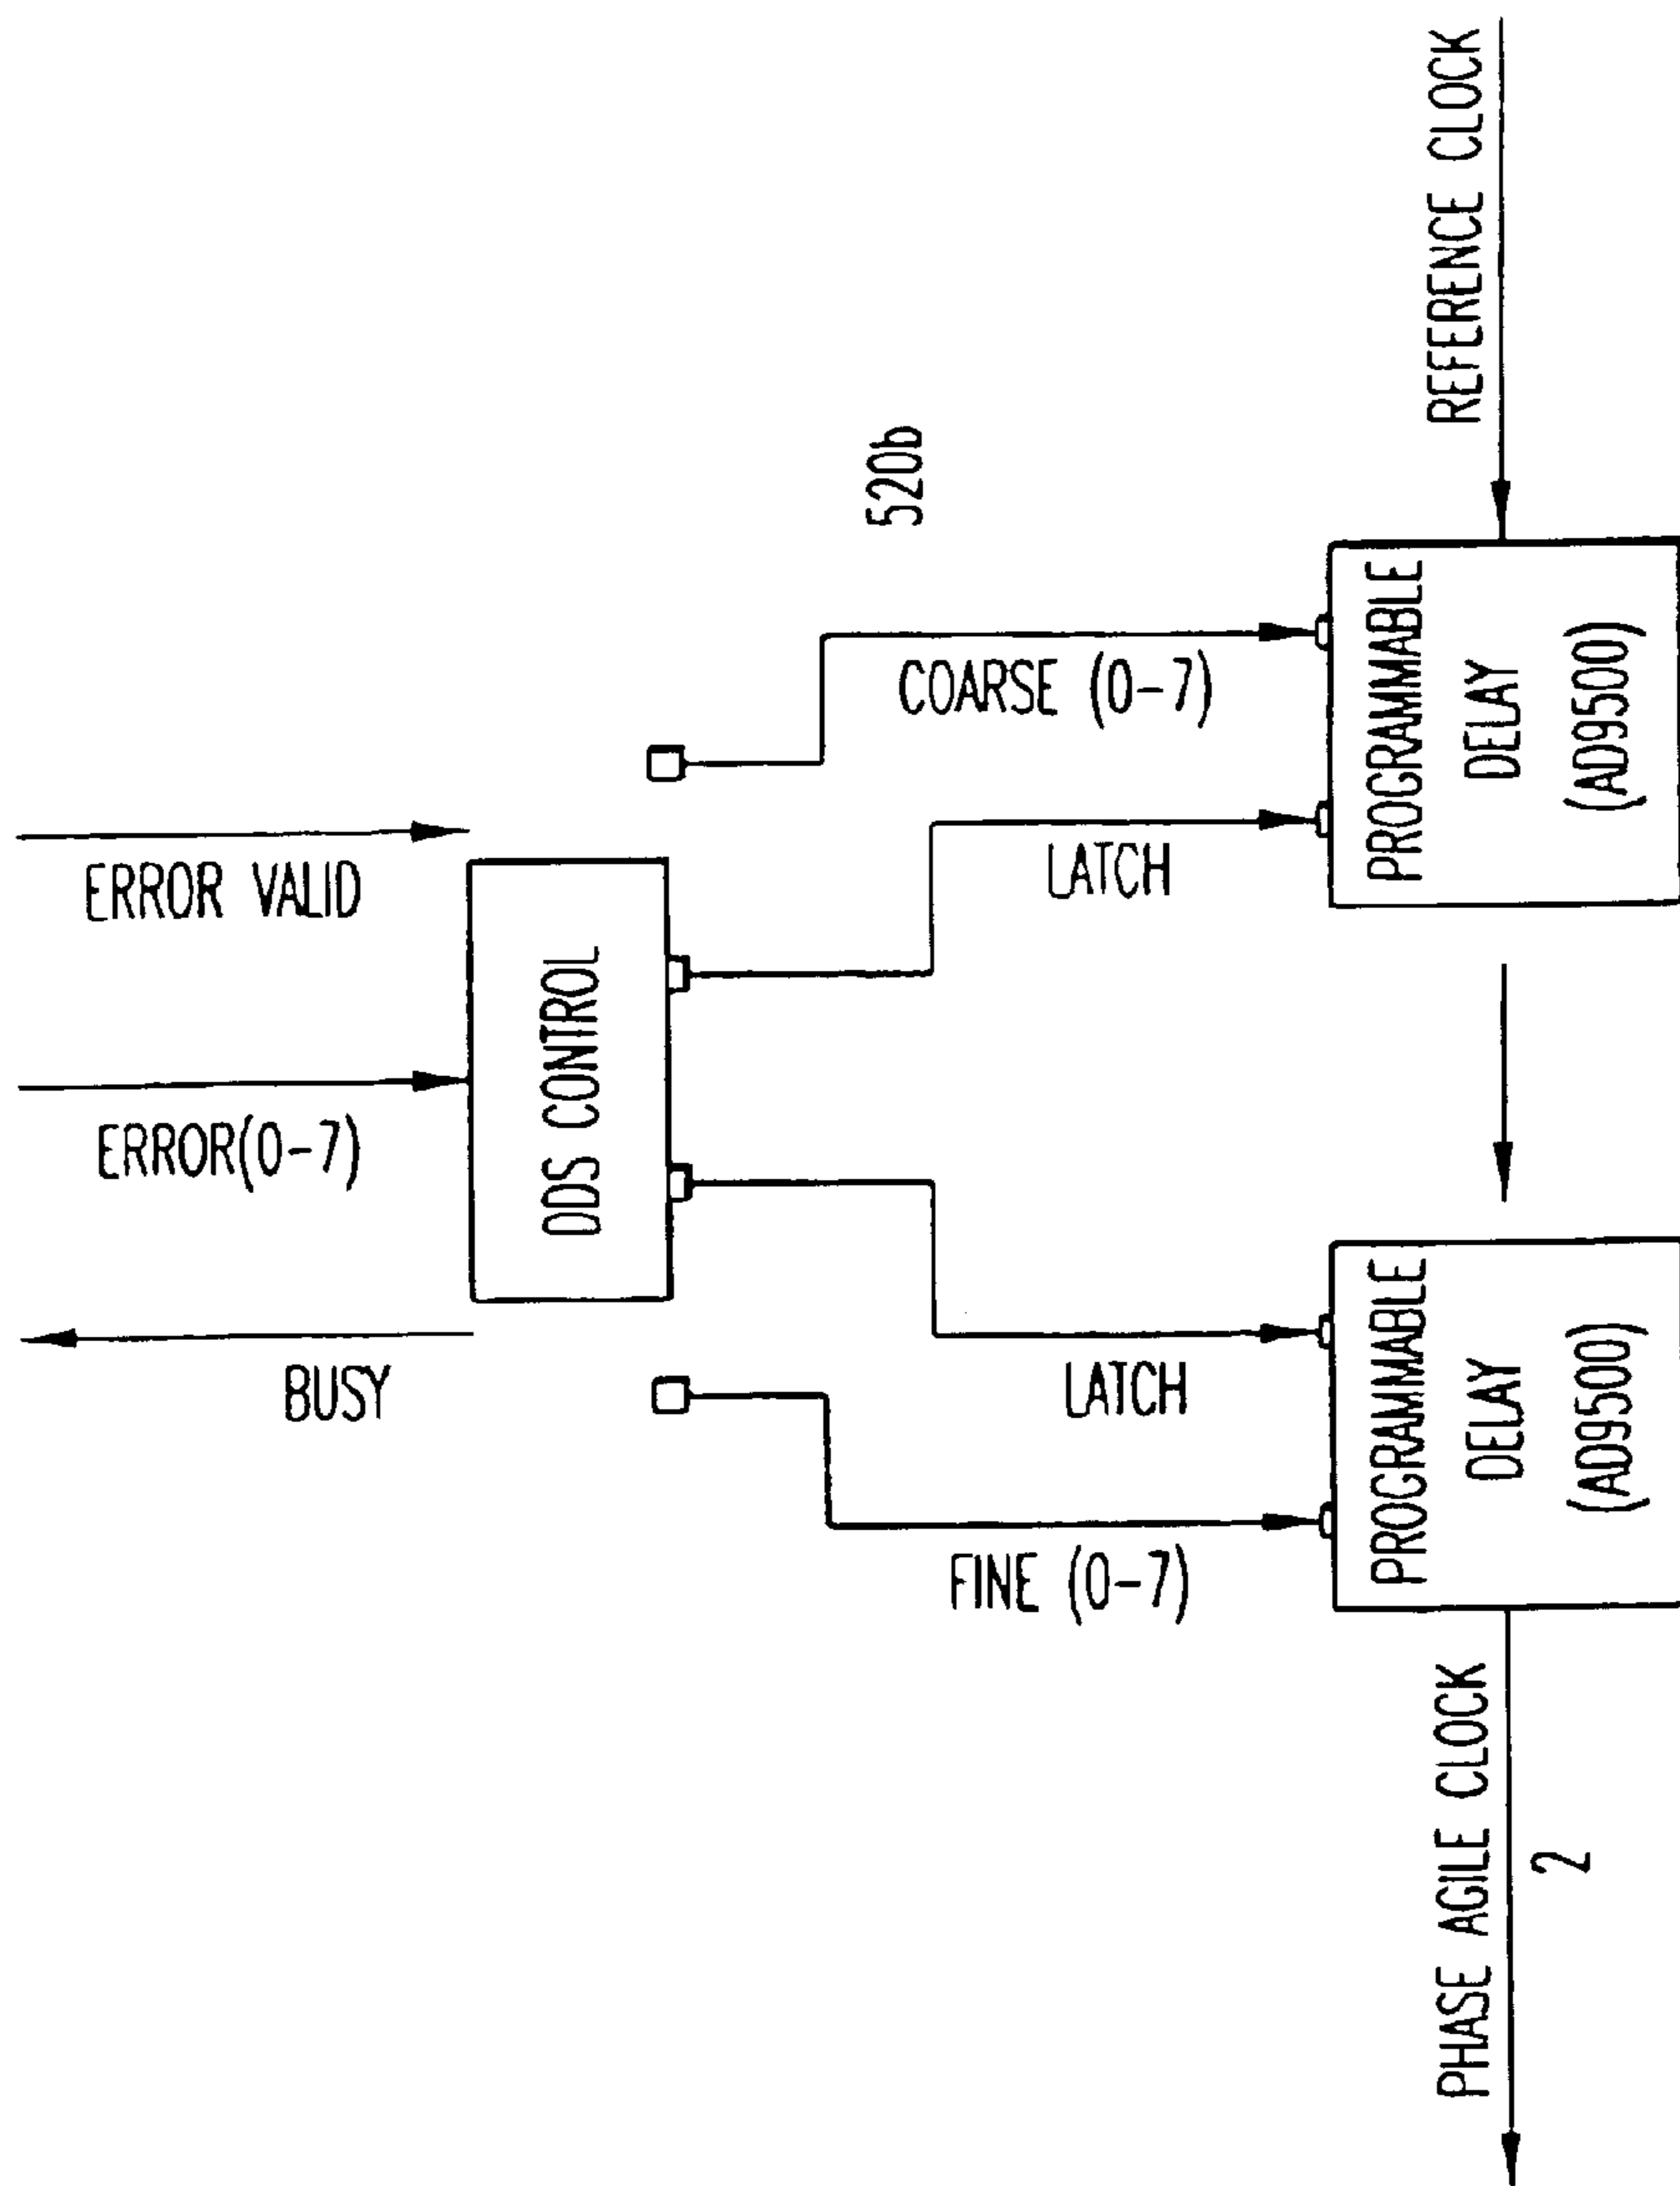 ERROR VALID
ERROR(0-7)
BUSY
DDS CONTROL
520b
COARSE (0-7)
LATCH
LATCH
FINE (0-7)
REFERENCE CLOCK
PROGRAMMABLE
DELAY
(AD9500)
PROGRAMMABLE
DELAY
(AD9500)
PHASE AGILE CLOCK
2